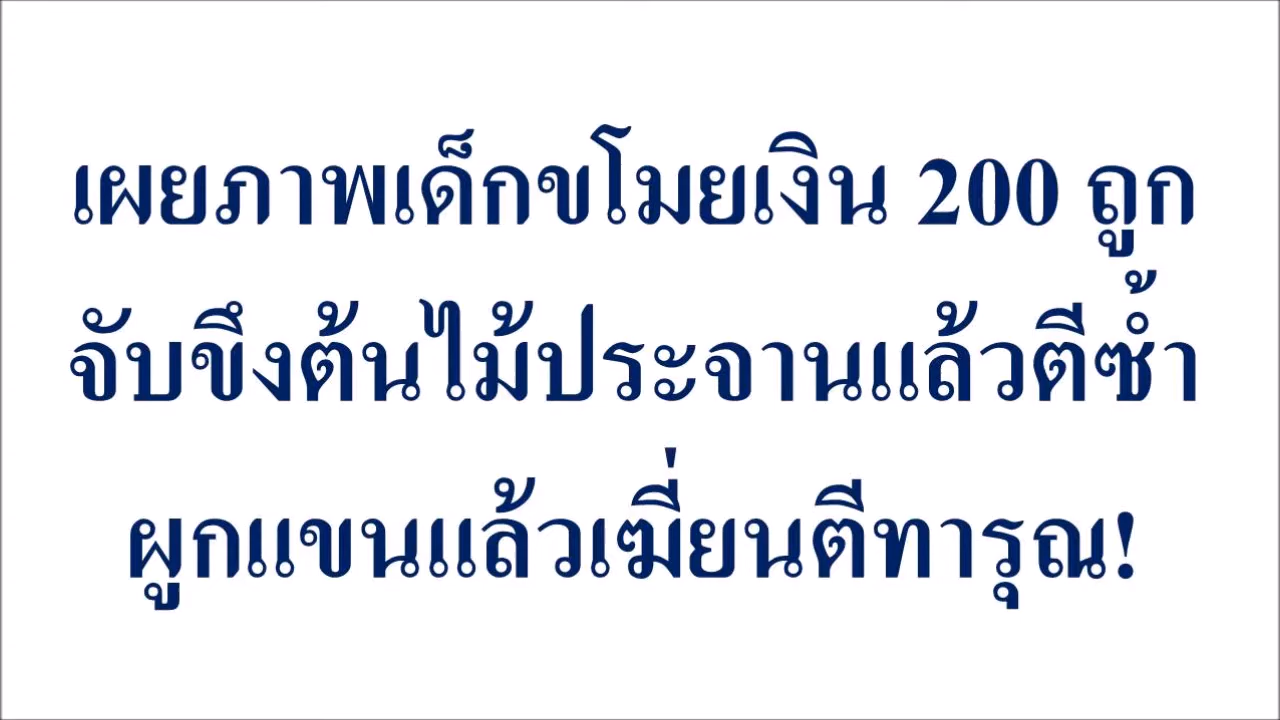 เผยภาพเด็กขโมยเงิน 200 ถูก
จับขึงต้นไม้ประจานแล้วตีซ้ำ
ผูกแขนแล้วเฆี่ยนตีทารุณ!